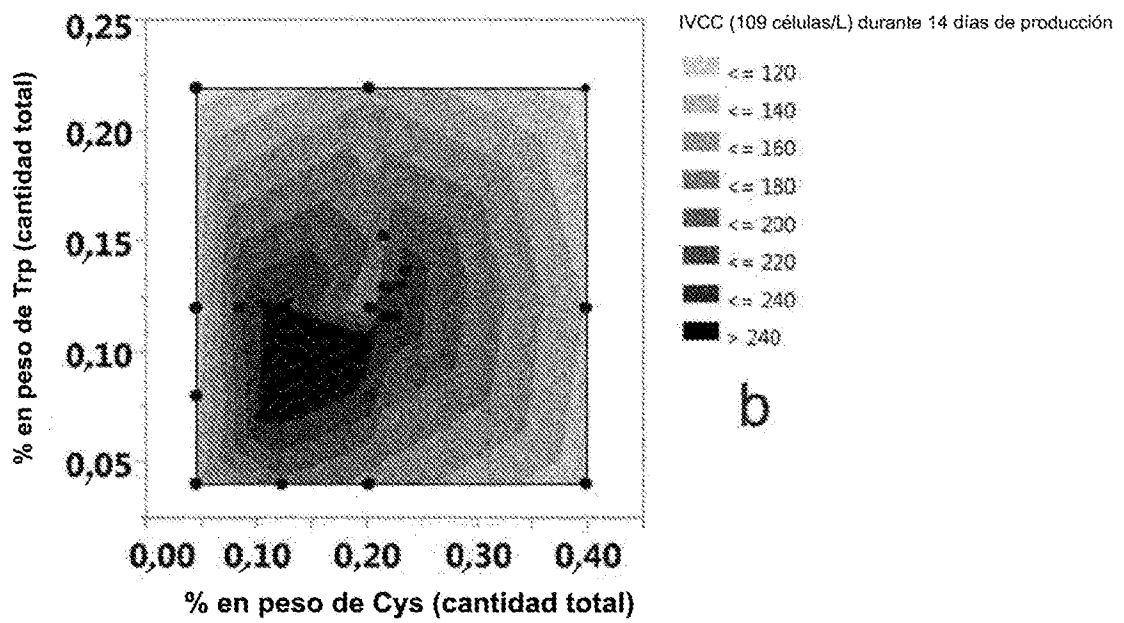 IVCC (109 células/L) durante 14 días de producción
<= 120
<= 140
<= 160
<= 180
<= 200
<= 220
<= 240
> 240
b
% en peso de Trp (cantidad total)
0,25
0,20
0,15
0,10
0,05
0,00 0,10 0,20 0,30 0,40
% en peso de Cys (cantidad total)